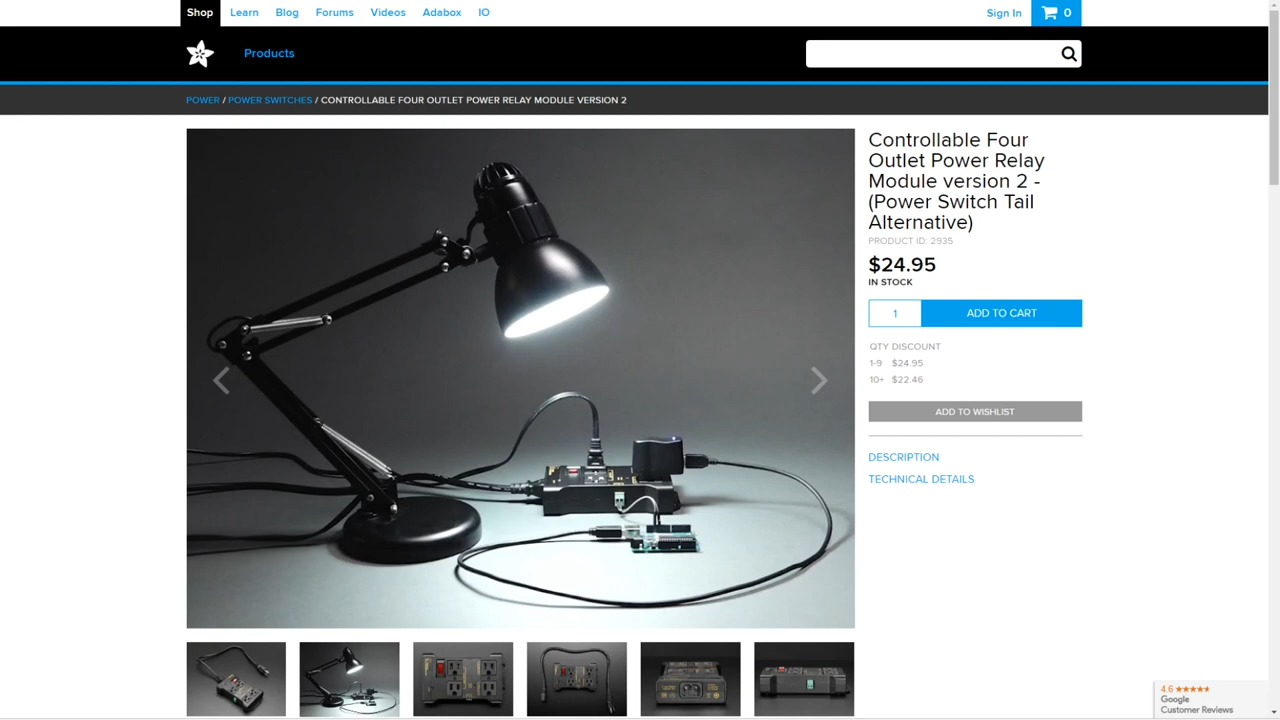 Shop Learn Blog Forums Videos Adabox IO Sign In 0
Products
POWER / POWER SWITCHES / CONTROLLABLE FOUR OUTLET POWER RELAY MODULE VERSION 2
Controllable Four
Outlet Power Relay
Module version 2 -
(Power Switch Tail
Alternative)
PRODUCT ID: 2935
$24.95
IN STOCK
1 ADD TO CART
QTY DISCOUNT
1-9 $24.95
10+ $22.46
ADD TO WISHLIST
DESCRIPTION
TECHNICAL DETAILS
4.6
Google
Customer Reviews